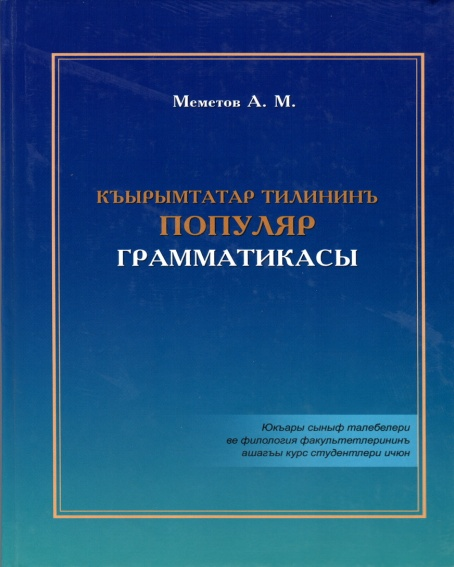 Меметов А. М.
КЪЫРЫМТАТАР ТИЛИНИНЪ
ПОПУЛЯР
ГРАММАТИКАСЫ
Юкъары сыныф талебелери
ве филология факультетлерининъ
ашагъы курс студентлери ичюн